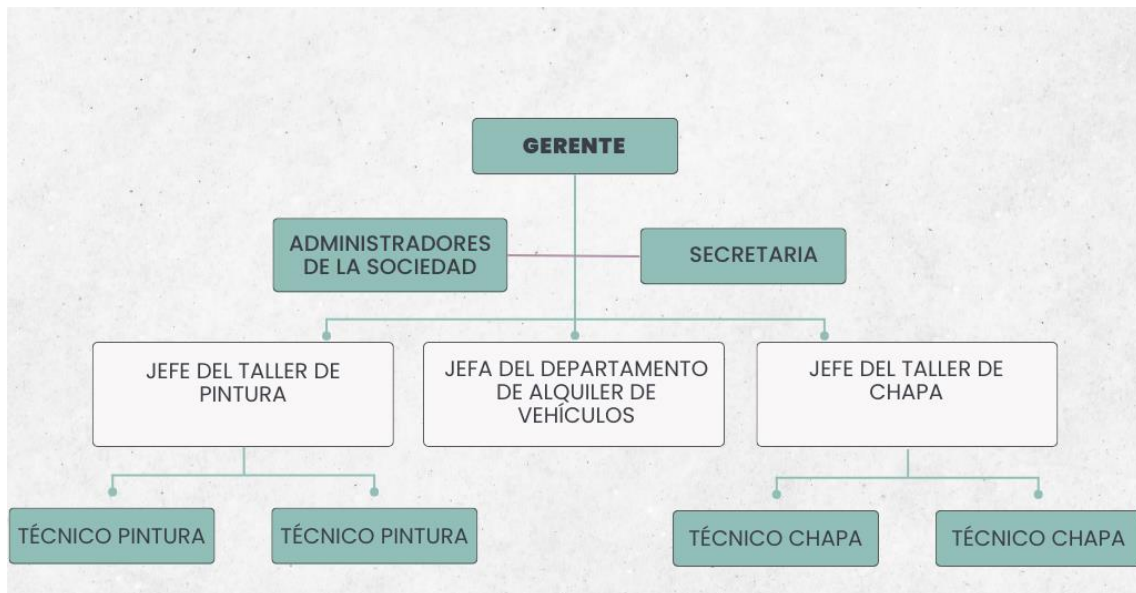 GERENTE
ADMINISTRADORES
DE LA SOCIEDAD
SECRETARIA
JEFE DEL TALLER DE
PINTURA
JEFA DEL DEPARTAMENTO
DE ALQUILER DE
VEHÍCULOS
JEFE DEL TALLER DE
CHAPA
TÉCNICO PINTURA
TÉCNICO PINTURA
TÉCNICO CHAPA
TÉCNICO CHAPA